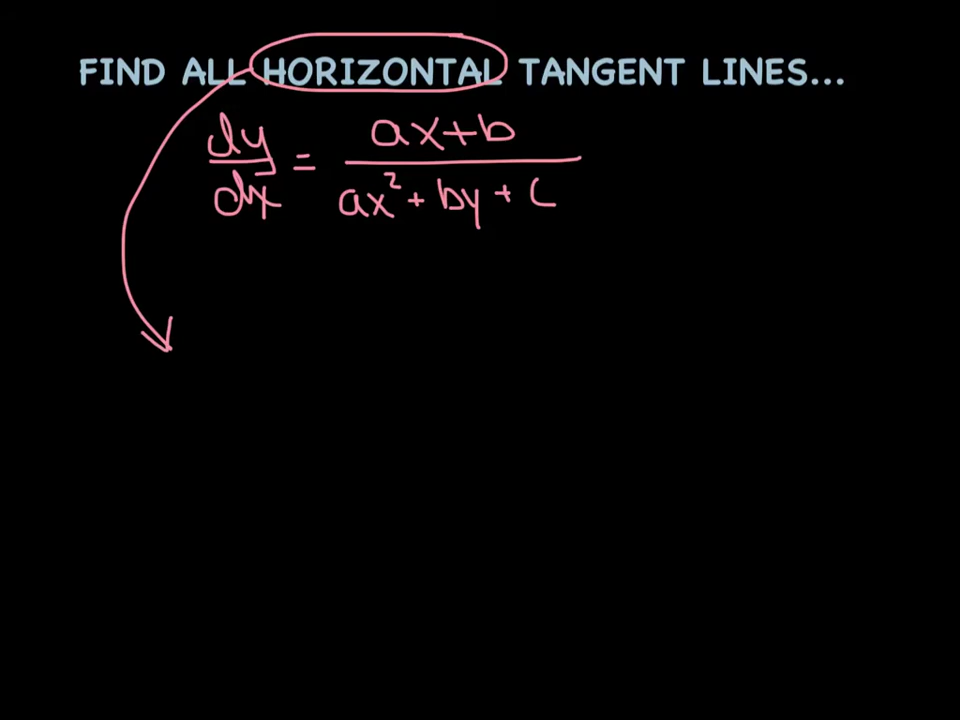 FIND ALL HORIZONTAL TANGENT LINES...
dy/dx = (ax+b)/(ax²+by+c)